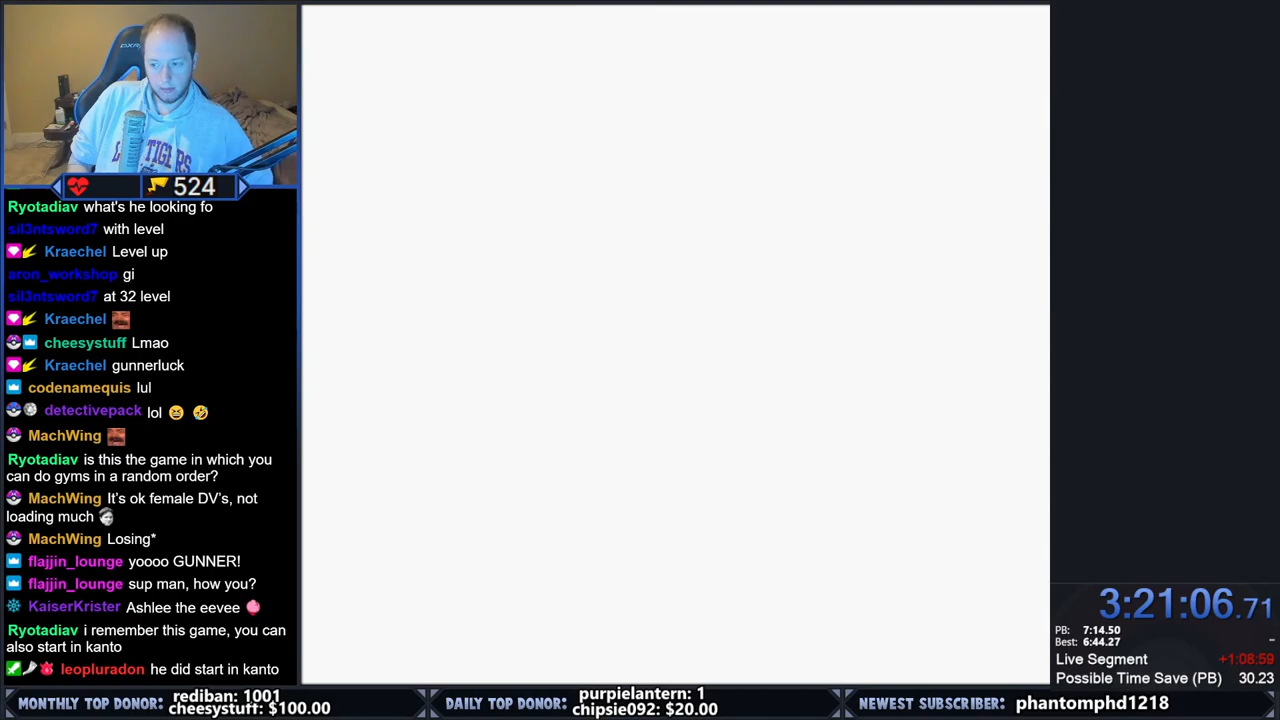 DXR
TIGERS
524
Ryotadiav what's he looking fo
sil3ntsword7 with level
Kraechel Level up
aron_workshop gi
sil3ntsword7 at 32 level
Kraechel
cheesystuff Lmao
Kraechel gunnerluck
codenamequis lul
detectivepack lol 😆 🤣
MachWing
Ryotadiav is this the game in which you
can do gyms in a random order?
MachWing It's ok female DV's, not
loading much
MachWing Losing*
flajjin_lounge yoooo GUNNER!
flajjin_lounge sup man, how you?
KaiserKrister Ashlee the eevee
Ryotadiav i remember this game, you can
also start in kanto
leopluradon he did start in kanto
3:21:06.71
PB: 7:14.50
Best: 6:44.27 -
Live Segment +1:08:59
Possible Time Save (PB) 30.23
MONTHLY TOP DONOR: rediban: 1001
cheesystuff: $100.00
DAILY TOP DONOR: purpielantern: 1
chipsie092: $20.00
NEWEST SUBSCRIBER: phantomphd1218